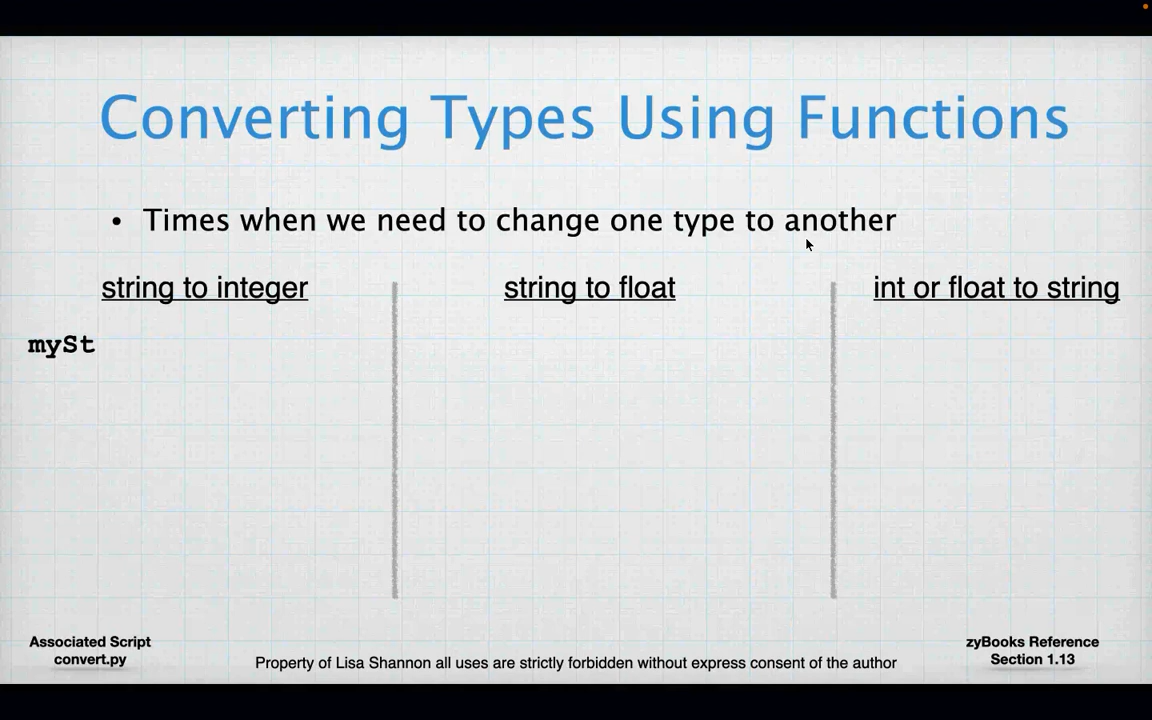 Converting Types Using Functions
• Times when we need to change one type to another
string to integer
string to float
int or float to string
mySt
Associated Script
convert.py
Property of Lisa Shannon all uses are strictly forbidden without express consent of the author
zyBooks Reference
Section 1.13